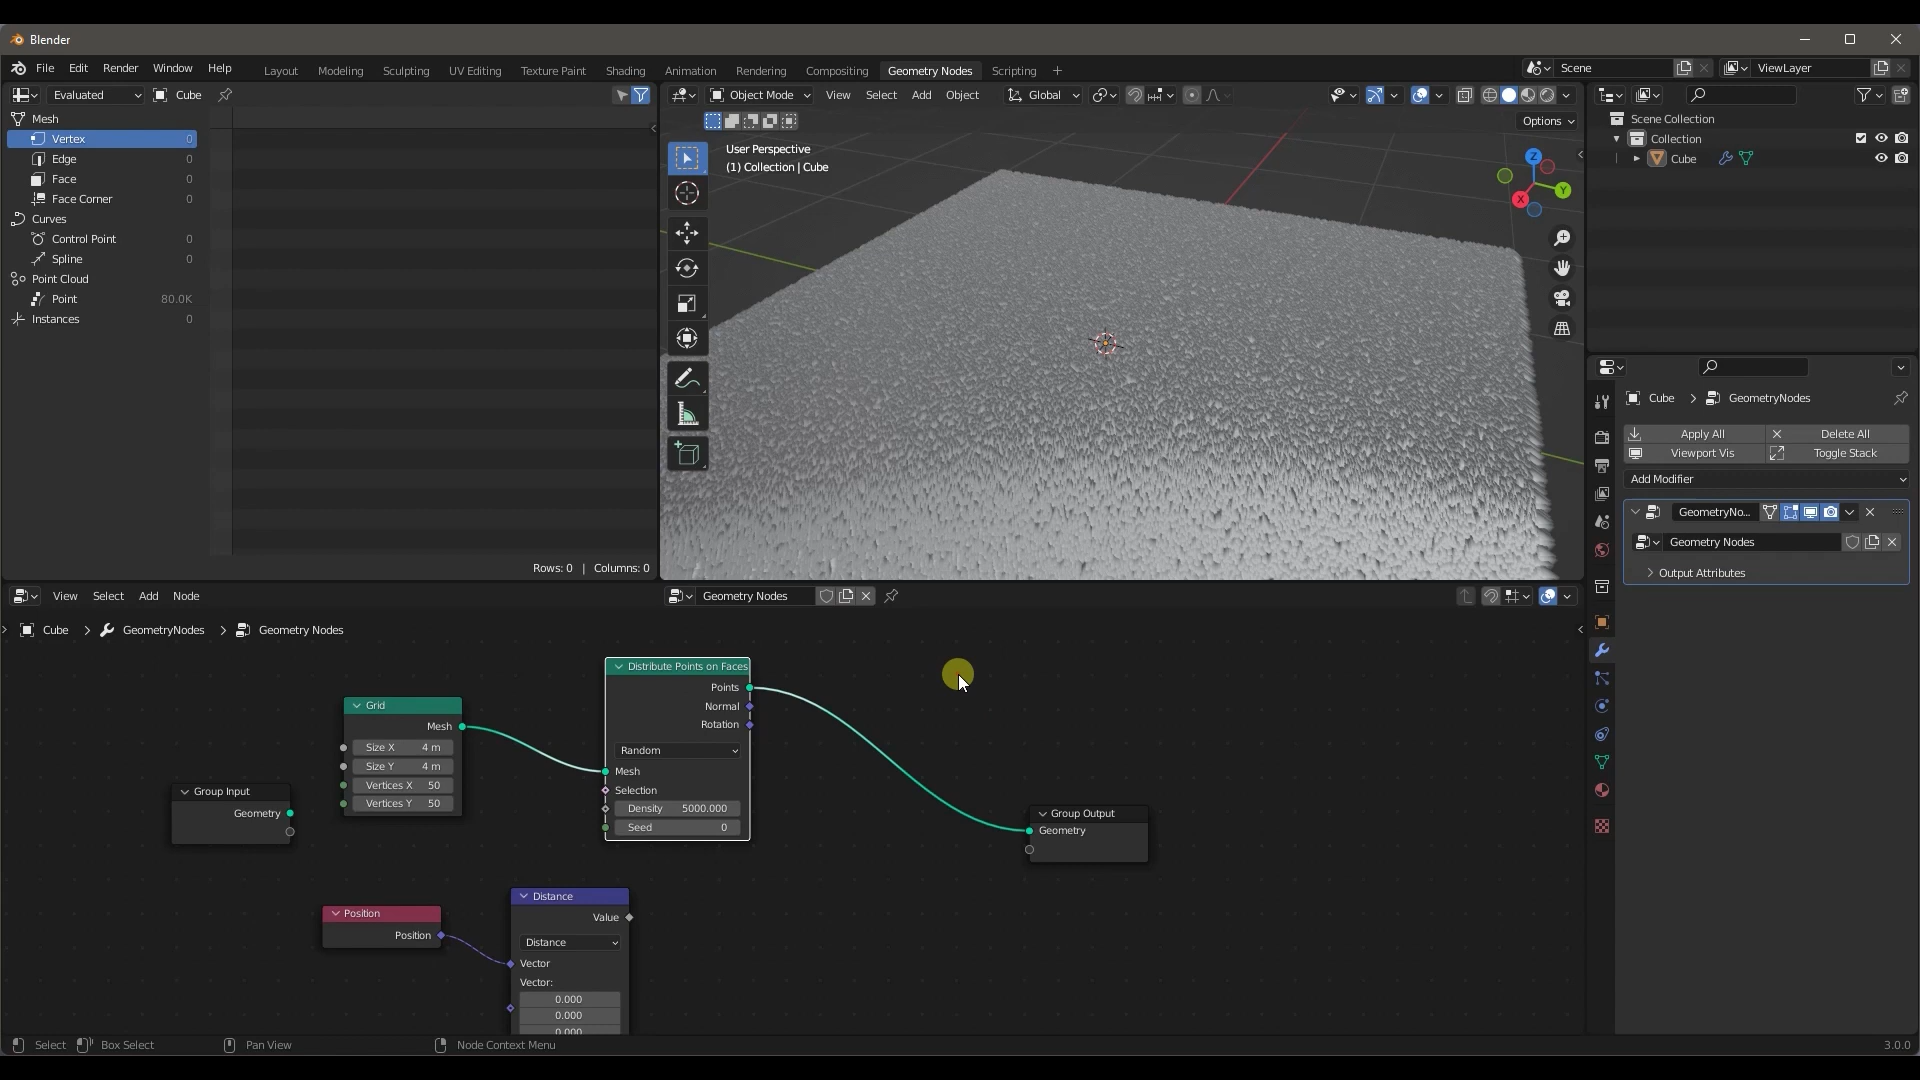 Blender
File Edit Render Window Help
Layout Modeling Sculpting UV Editing Texture Paint Shading Animation Rendering Compositing Geometry Nodes Scripting +
Scene
ViewLayer
Evaluated Cube
Mesh
Vertex 0
Edge 0
Face 0
Face Corner 0
Curves
Control Point 0
Spline 0
Point Cloud
Point 80.0K
Instances 0
Rows: 0 | Columns: 0
Object Mode View Select Add Object Global
Options
User Perspective
(1) Collection | Cube
Z
Y
X
Scene Collection
Collection
Cube
Cube > GeometryNodes
Apply All Delete All
Viewport Vis Toggle Stack
Add Modifier
GeometryNo...
Geometry Nodes
Output Attributes
View Select Add Node
Geometry Nodes
Cube > GeometryNodes > Geometry Nodes
Group Input
Geometry
Grid
Mesh
Size X 4 m
Size Y 4 m
Vertices X 50
Vertices Y 50
Distribute Points on Faces
Points
Normal
Rotation
Random
Mesh
Selection
Density 5000.000
Seed 0
Group Output
Geometry
Position
Position
Distance
Value
Distance
Vector
Vector:
0.000
0.000
0.000
Select Box Select Pan View Node Context Menu
3.0.0